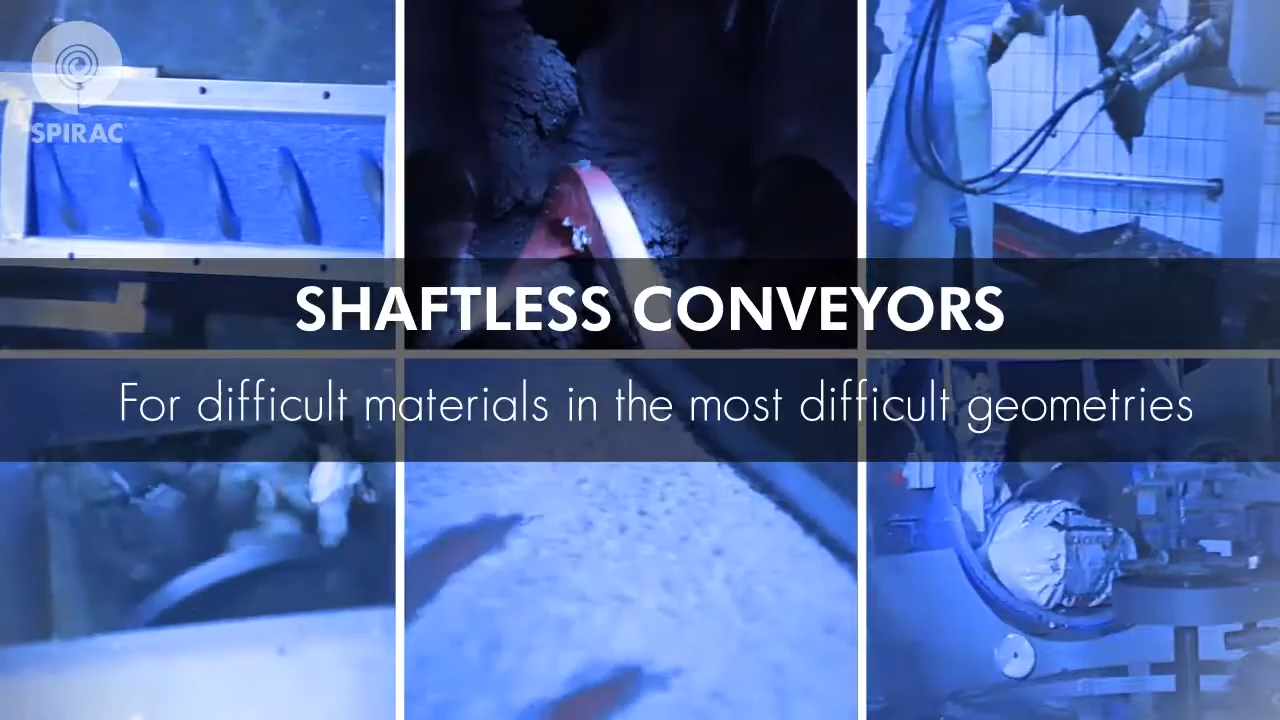 SPIRAC
SHAFTLESS CONVEYORS
For difficult materials in the most difficult geometries